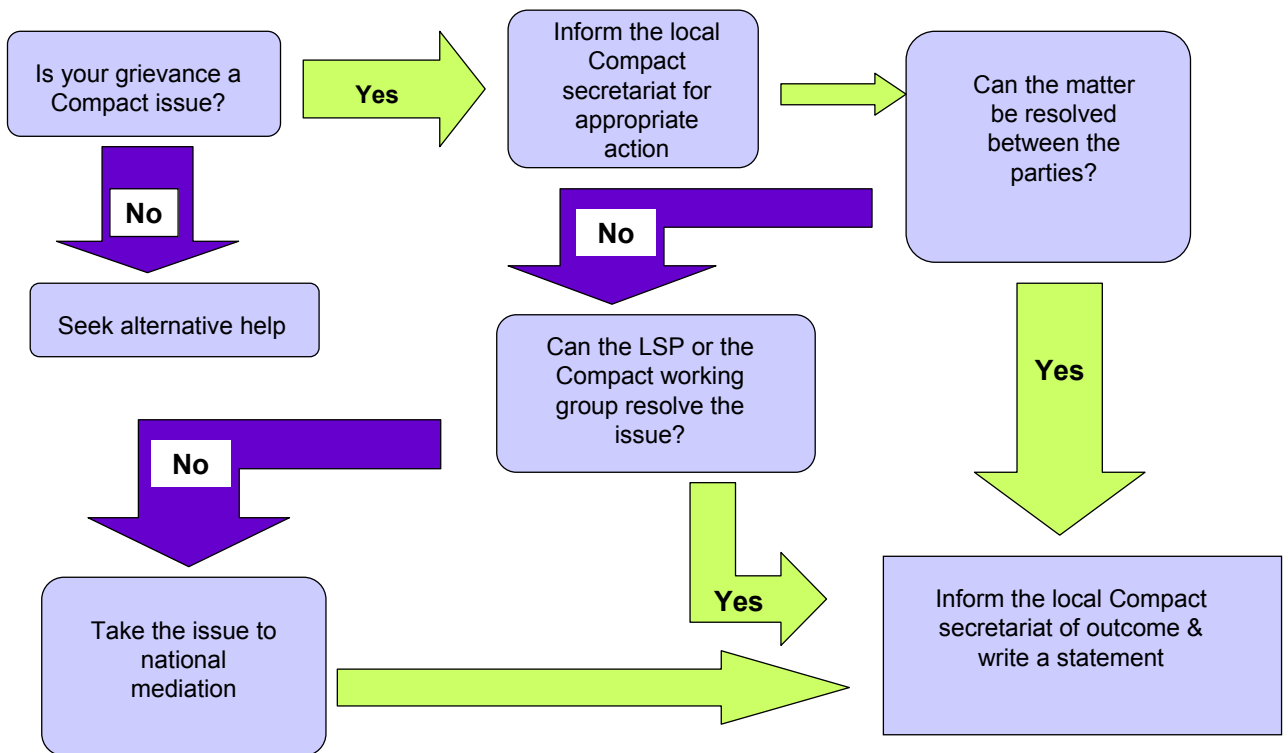 Is your grievance a
Compact issue?
Yes
Inform the local
Compact
secretariat for
appropriate
action
Can the matter
be resolved
between the
parties?
No
No
Seek alternative help
Can the LSP or the
Compact working
group resolve the
issue?
Yes
No
Yes
Take the issue to
national
mediation
Inform the local Compact
secretariat of outcome &
write a statement